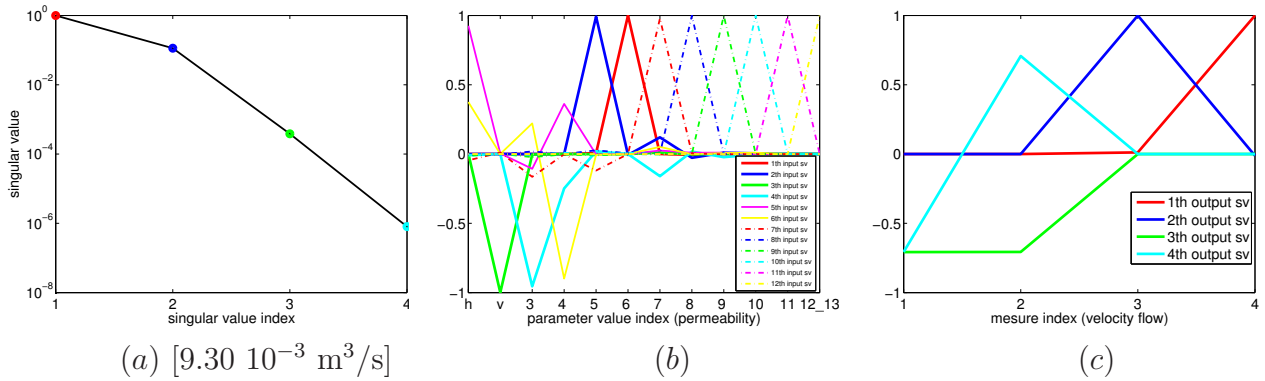 10^0
10^−2
10^−4
10^−6
10^−8
singular value
1 2 3 4
singular value index
(a) [9.30 10^−3 m^3/s]
1
0.5
0
−0.5
−1
h v 3 4 5 6 7 8 9 10 11 12_13
parameter value index (permeability)
1th input sv
2th input sv
3th input sv
4th input sv
5th input sv
6th input sv
7th input sv
8th input sv
9th input sv
10th input sv
11th input sv
12th input sv
(b)
1
0.5
0
−0.5
−1
1 2 3 4
mesure index (velocity flow)
1th output sv
2th output sv
3th output sv
4th output sv
(c)